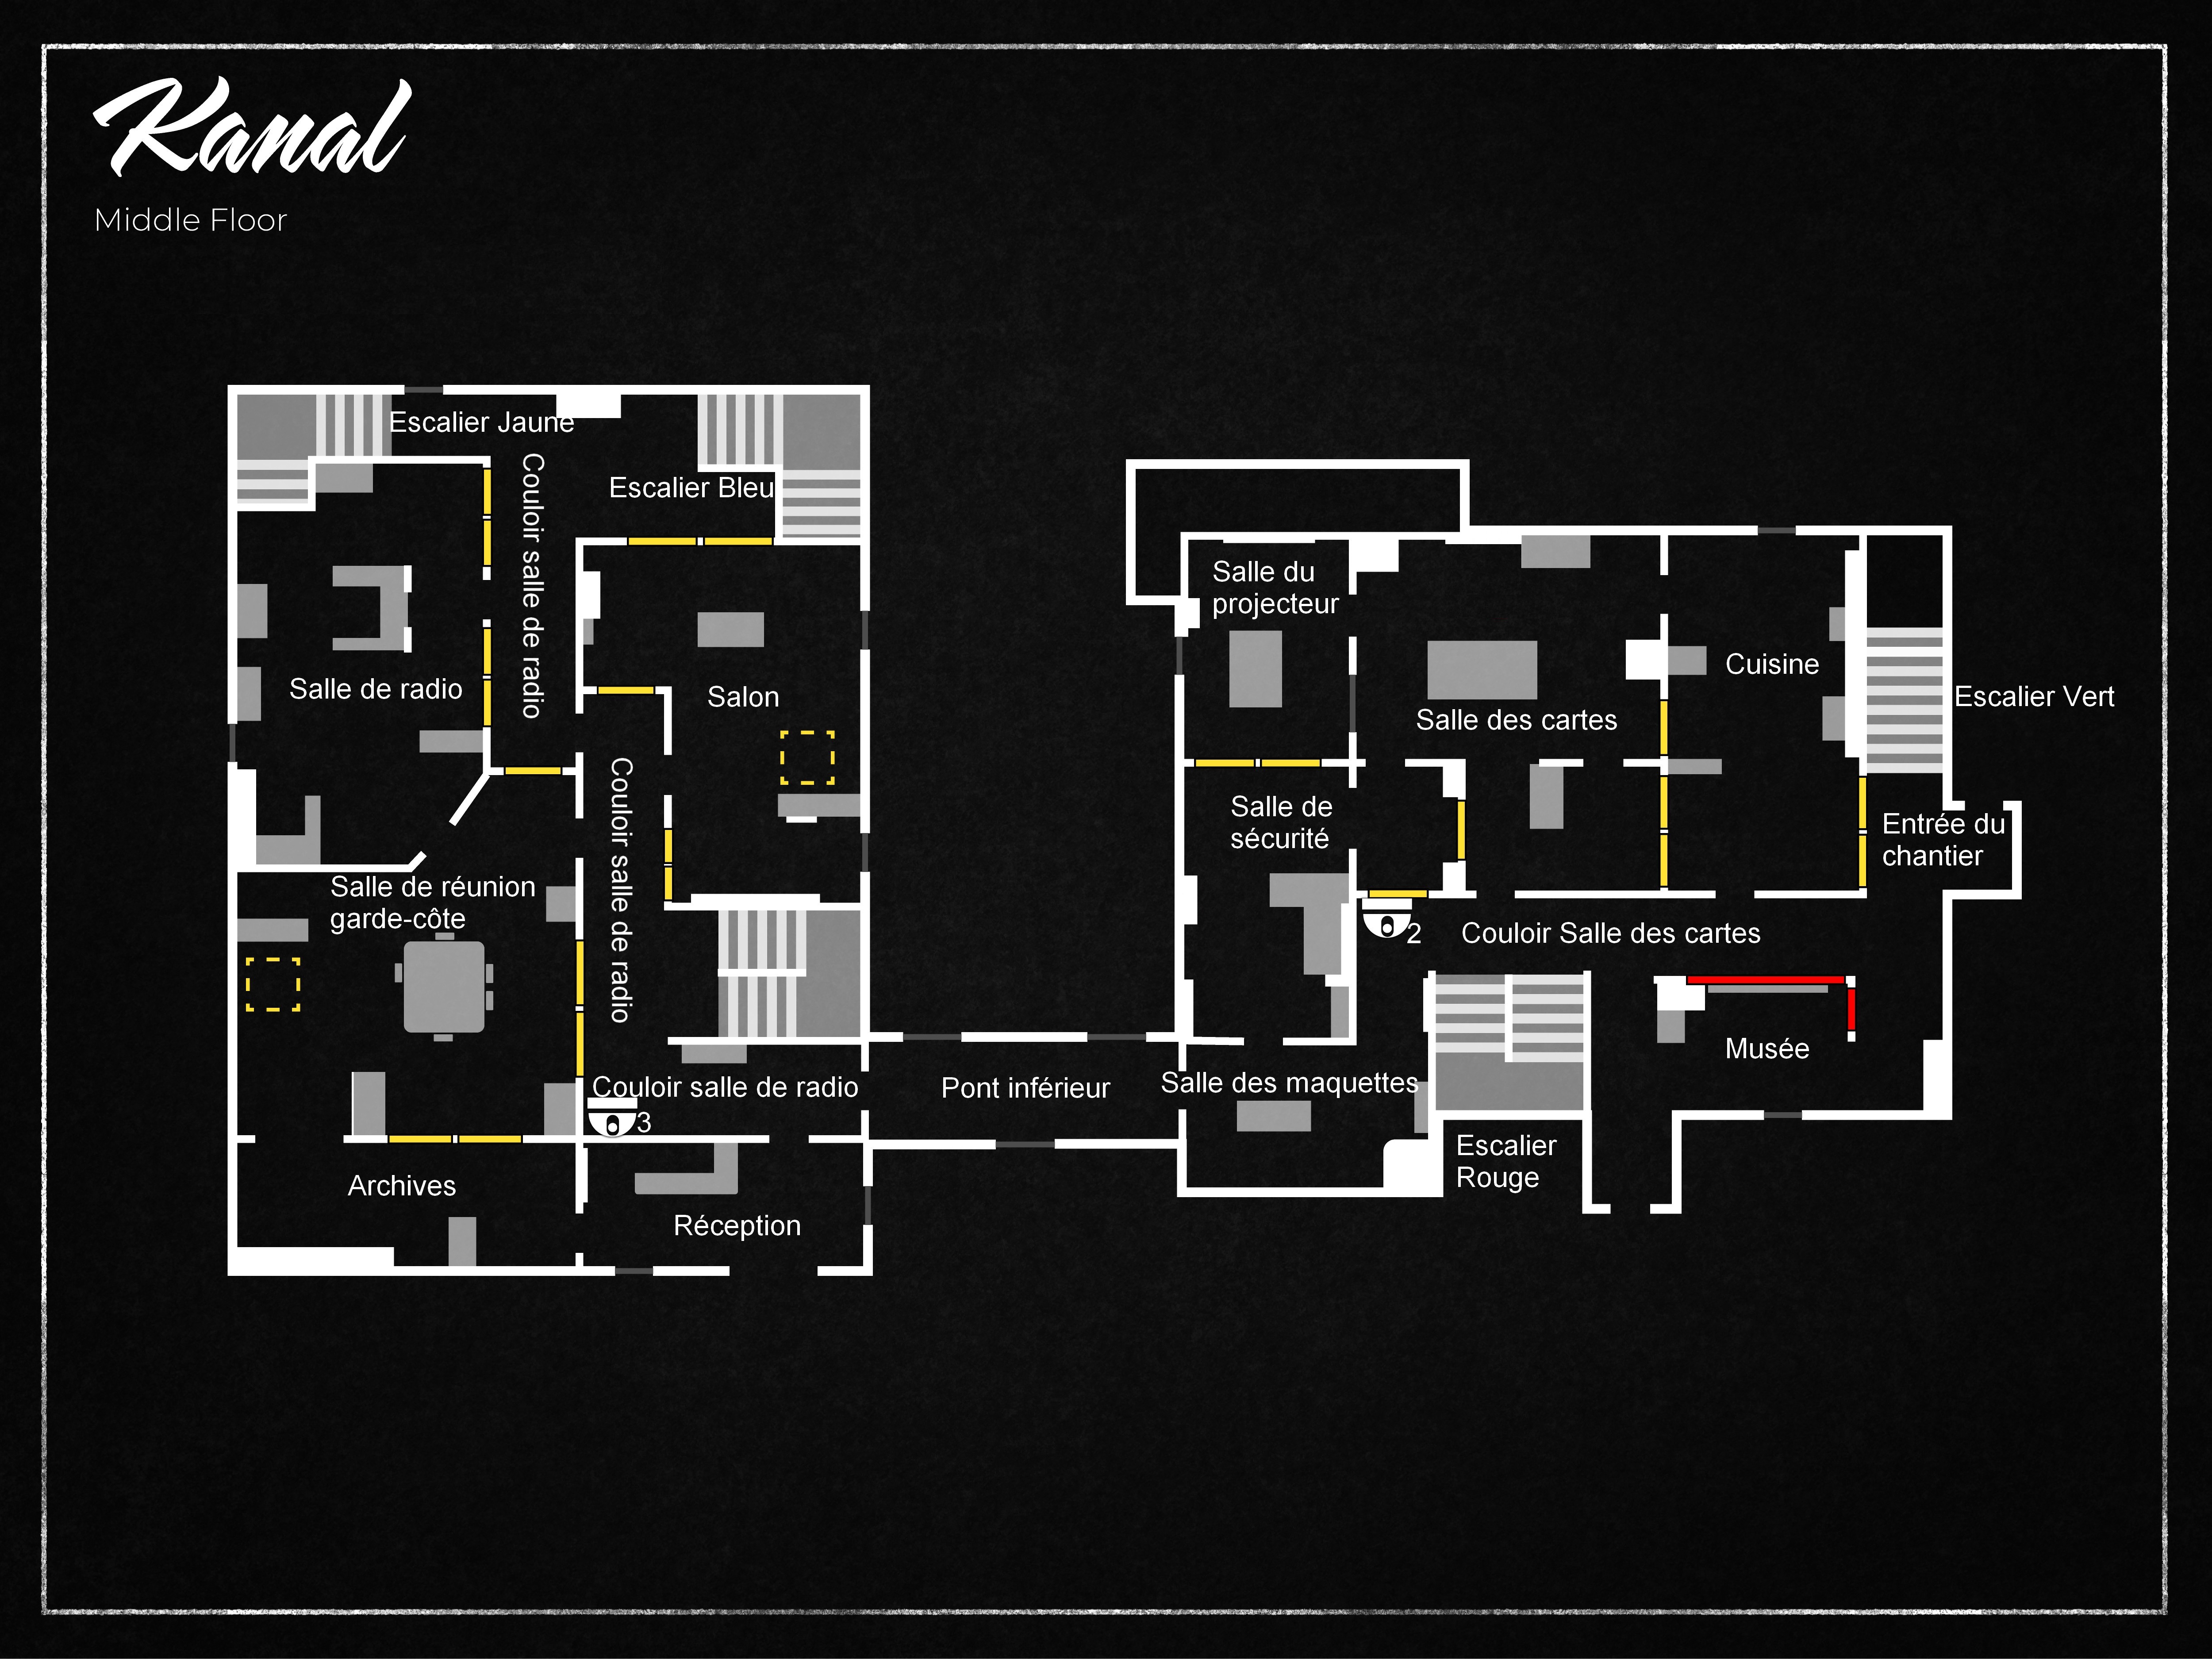 Kanal
Middle Floor
Escalier Jaune
Couloir salle de radio
Escalier Bleu
Salle de radio
Salon
Couloir salle de radio
Salle de réunion
garde-côte
Couloir salle de radio
3
Archives
Réception
Pont inférieur
Salle du
projecteur
Salle des cartes
Cuisine
Escalier Vert
Salle de
sécurité
Entrée du
chantier
2
Couloir Salle des cartes
Salle des maquettes
Musée
Escalier
Rouge